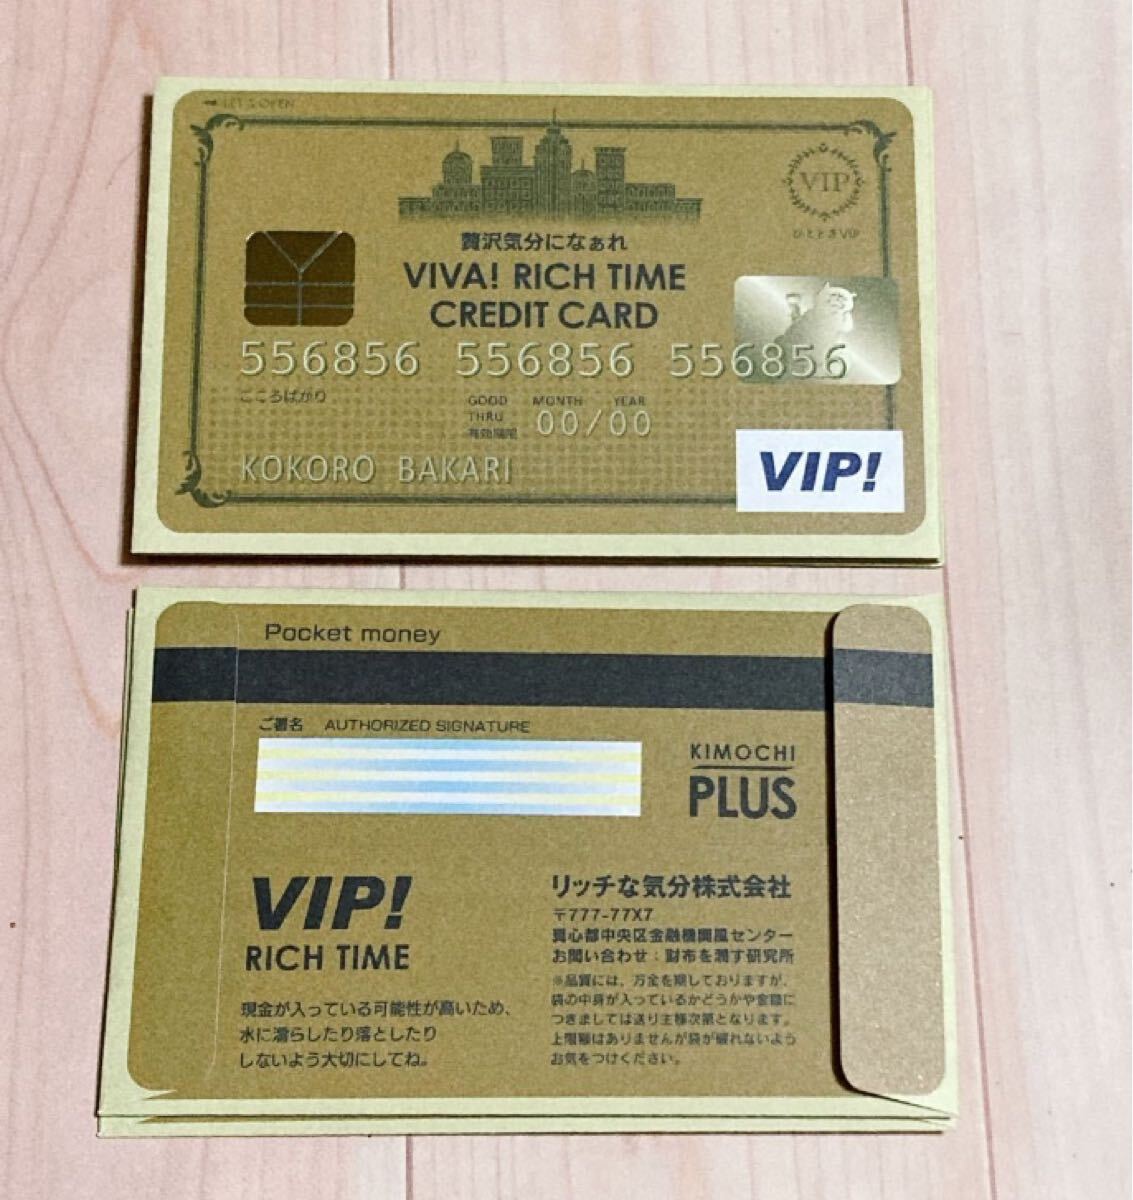 LET'S OPEN
VIP
ひとときVIP
贅沢気分になぁれ
VIVA! RICH TIME
CREDIT CARD
556856 556856 556856
こころばかり
GOOD THRU
有効期限
MONTH YEAR
00/00
KOKORO BAKARI
VIP!
Pocket money
ご署名 AUTHORIZED SIGNATURE
KIMOCHI
PLUS
VIP!
RICH TIME
現金が入っている可能性が高いため、
水に濡らしたり落としたり
しないよう大切にしてね。
リッチな気分株式会社
〒777-77X7
真心都中央区金融機関風センター
お問い合わせ：財布を潤す研究所
※品質には、万全を期しておりますが、
袋の中身が入っているかどうかや金額に
つきましては送り主様次第となります。
上限額はありませんが袋が破れないよう
お気をつけください。